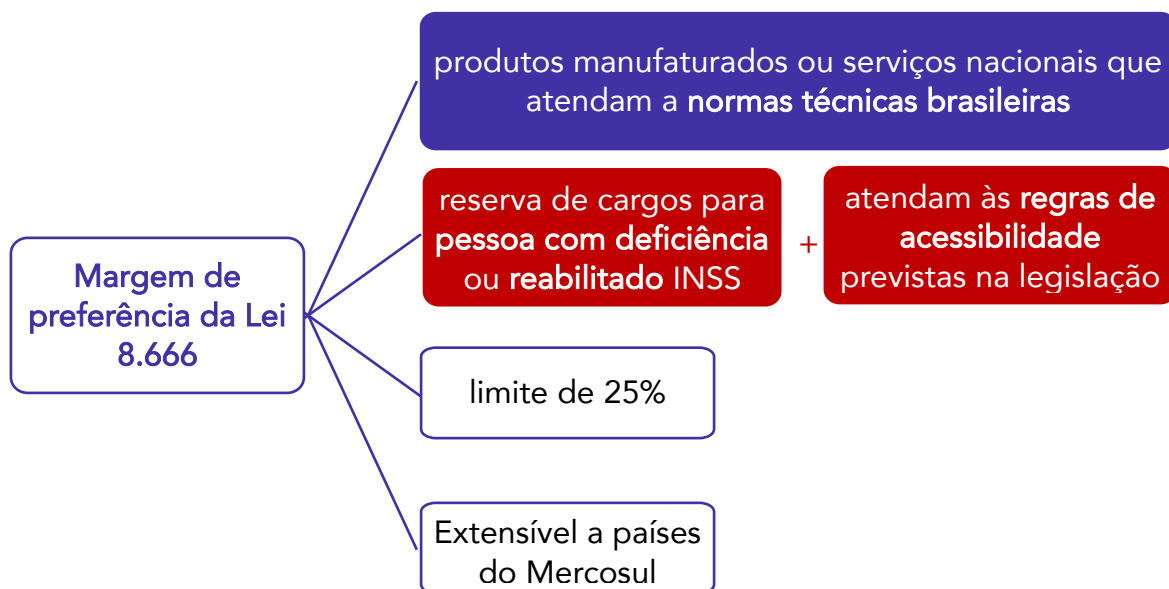 produtos manufaturados ou serviços nacionais que
atendam a normas técnicas brasileiras
reserva de cargos para
pessoa com deficiência
ou reabilitado INSS
+
atendam às regras de
acessibilidade
previstas na legislação
Margem de
preferência da Lei
8.666
limite de 25%
Extensível a países
do Mercosul